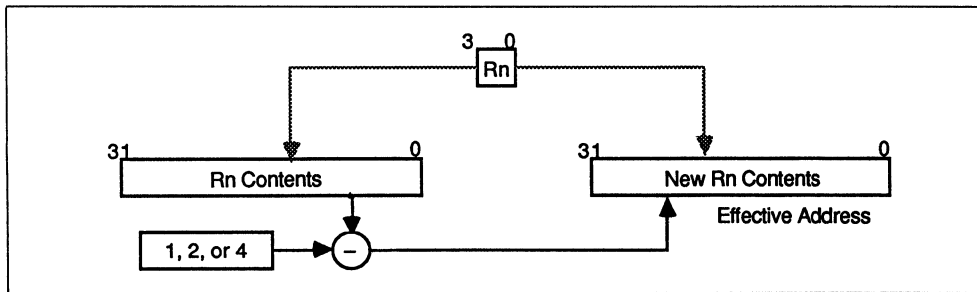 3 0
Rn
31 0
Rn Contents
31 0
New Rn Contents
Effective Address
1, 2, or 4
–